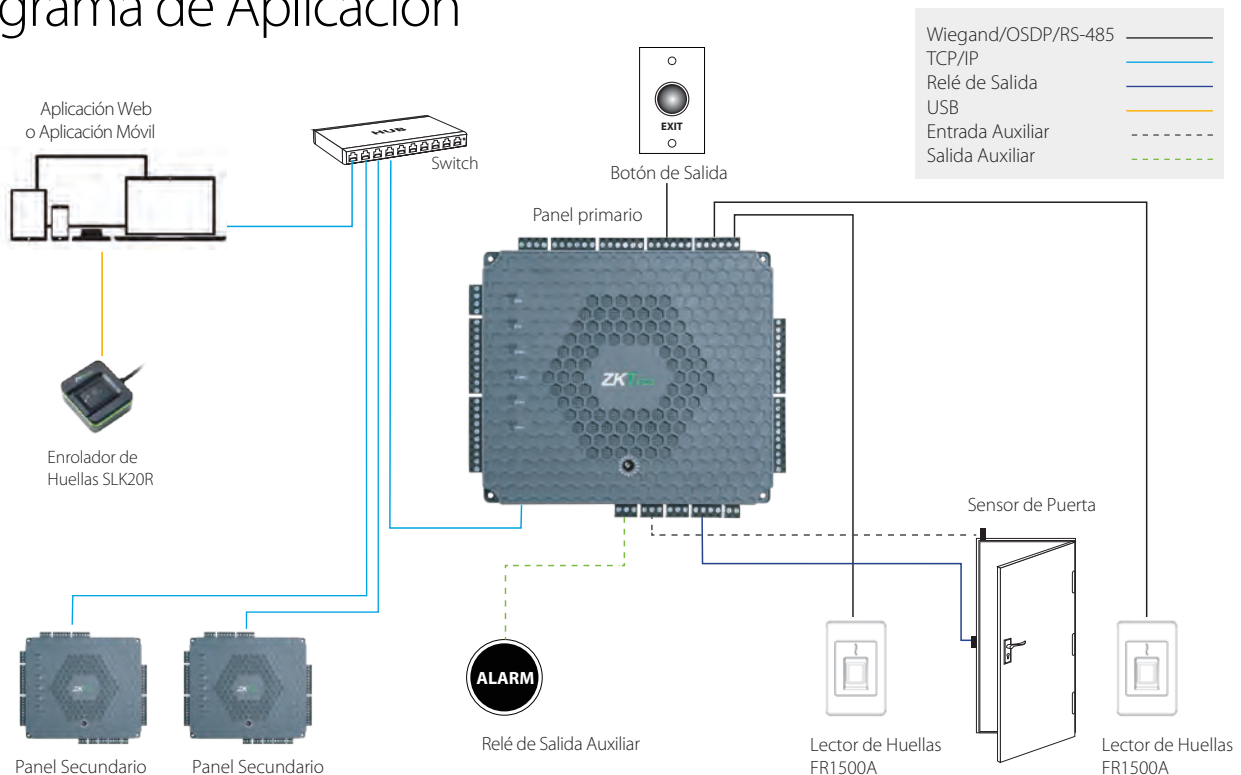 grama de Aplicación
Wiegand/OSDP/RS-485
TCP/IP
Relé de Salida
USB
Entrada Auxiliar
Salida Auxiliar
Aplicación Web
o Aplicación Móvil
HUB
Switch
EXIT
Botón de Salida
Panel primario
ZKT
Enrolador de
Huellas SLK20R
Sensor de Puerta
ALARM
Relé de Salida Auxiliar
Lector de Huellas
FR1500A
Lector de Huellas
FR1500A
Panel Secundario
Panel Secundario